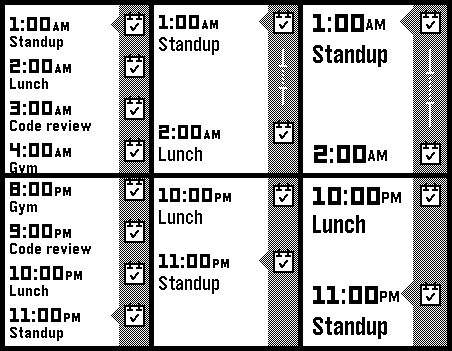 1:00AM
Standup
2:00AM
Lunch
3:00AM
Code review
4:00AM
Gym
1:00AM
Standup
2:00AM
Lunch
1:00AM
Standup
2:00AM
8:00PM
Gym
9:00PM
Code review
10:00PM
Lunch
11:00PM
Standup
10:00PM
Lunch
11:00PM
Standup
10:00PM
Lunch
11:00PM
Standup